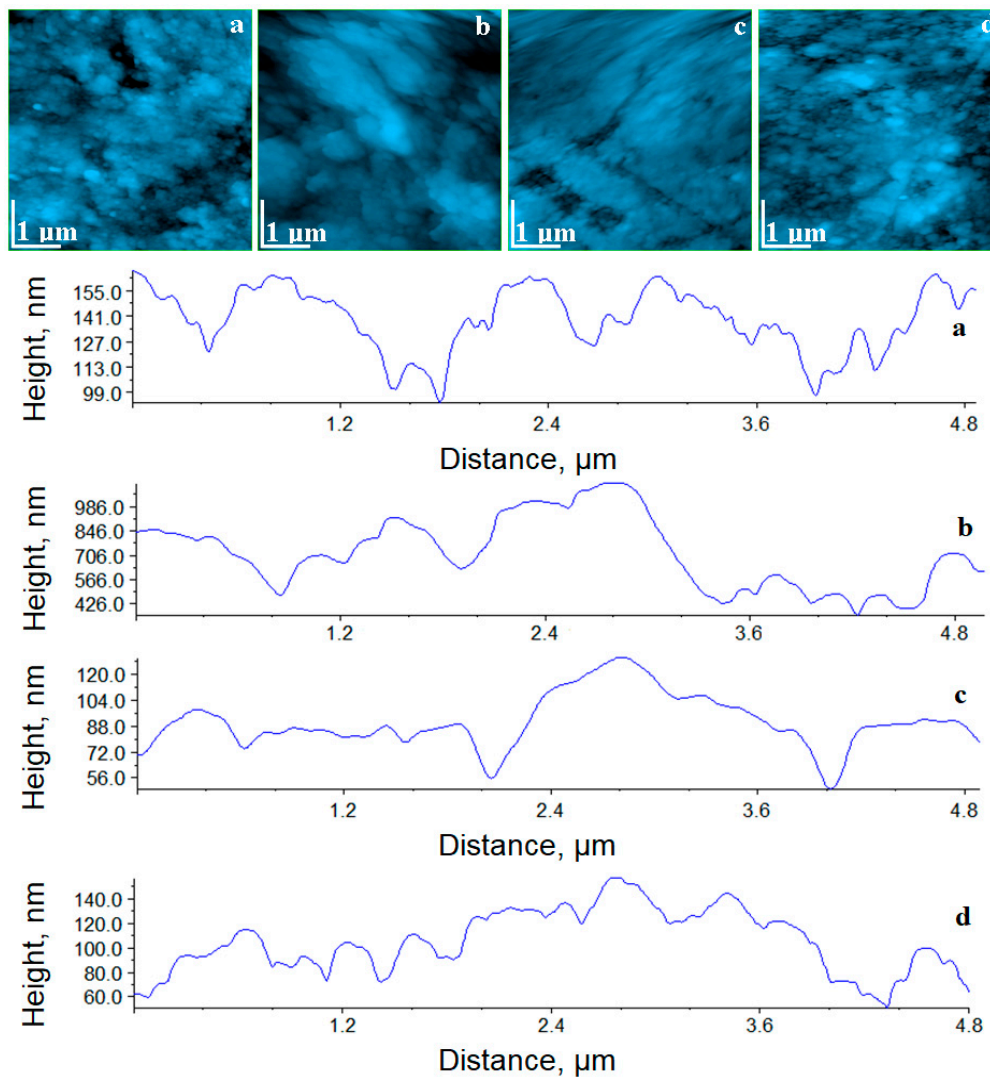 a b c d
1 µm 1 µm 1 µm 1 µm
Height, nm
155.0
141.0
127.0
113.0
99.0
a
1.2 2.4 3.6 4.8
Distance, µm
Height, nm
986.0
846.0
706.0
566.0
426.0
b
1.2 2.4 3.6 4.8
Height, nm
120.0
104.0
88.0
72.0
56.0
c
1.2 2.4 3.6 4.8
Distance, µm
Height, nm
140.0
120.0
100.0
80.0
60.0
d
1.2 2.4 3.6 4.8
Distance, µm